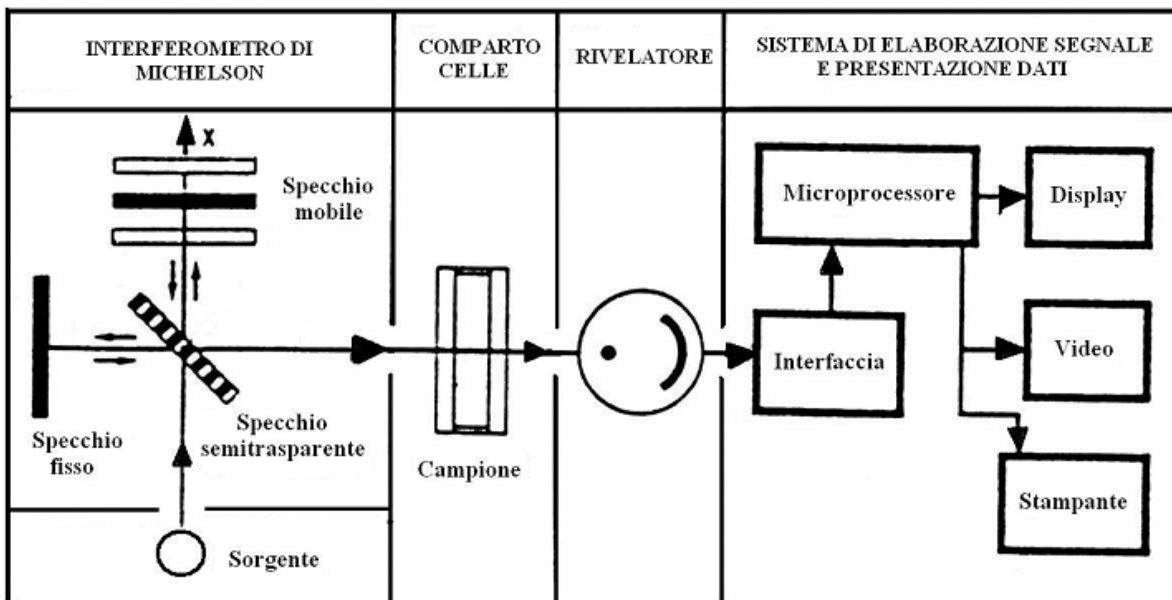 INTERFEROMETRO DI
MICHELSON
COMPARTO
CELLE
RIVELATORE
SISTEMA DI ELABORAZIONE SEGNALE
E PRESENTAZIONE DATI
X
Specchio
mobile
Specchio
fisso
Specchio
semitrasparente
Sorgente
Campione
Microprocessore
Display
Interfaccia
Video
Stampante